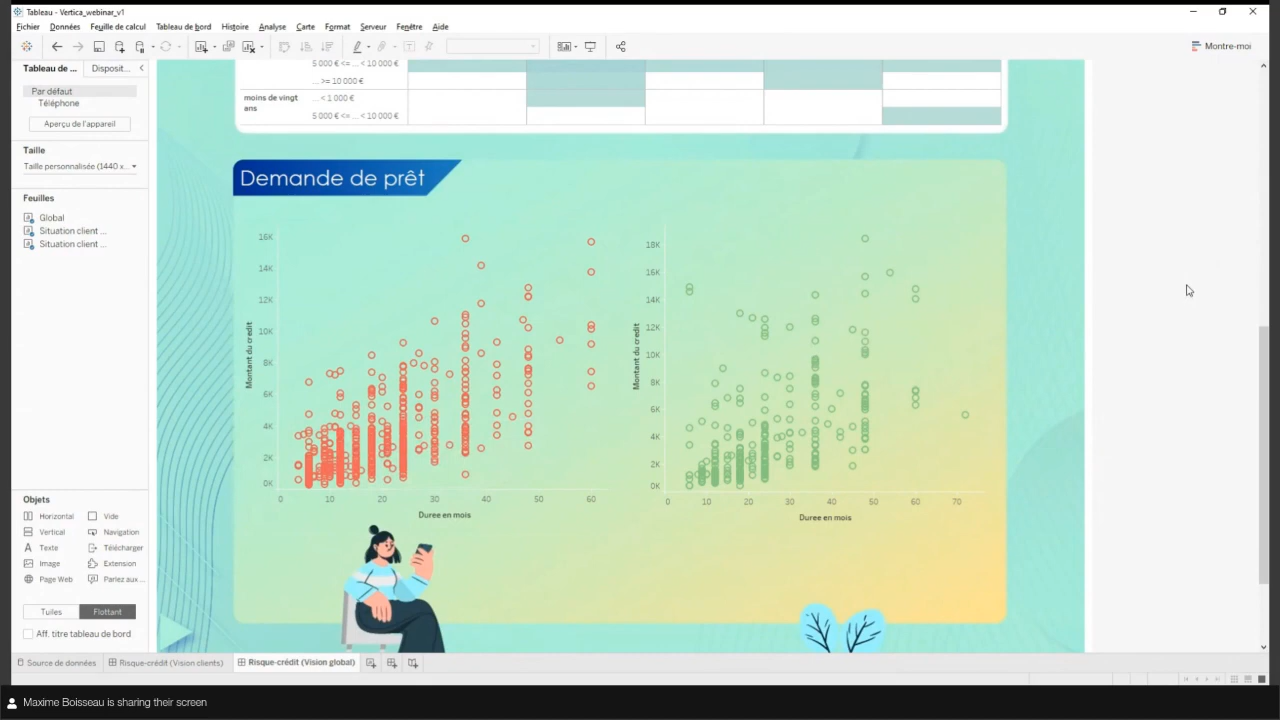 Tableau - Vertica_webinar_v1
Fichier Données Feuille de calcul Tableau de bord Histoire Analyse Carte Format Serveur Fenêtre Aide
Montre-moi
Tableau de ... Disposit...
Par défaut
Téléphone
Aperçu de l'appareil
Taille
Taille personnalisée (1440 x...
Feuilles
Global
Situation client ...
Situation client ...
Objets
Horizontal Vide
Vertical Navigation
Texte Télécharger
Image Extension
Page Web Parlez aux ...
Tuiles Flottant
Aff. titre tableau de bord
5 000 € <= ... < 10 000 €
... >= 10 000 €
moins de vingt ans
... < 1 000 €
5 000 € <= ... < 10 000 €
Demande de prêt
Montant du credit
16K
14K
12K
10K
8K
6K
4K
2K
0K
0 10 20 30 40 50 60
Duree en mois
Montant du credit
18K
16K
14K
12K
10K
8K
6K
4K
2K
0K
0 10 20 30 40 50 60 70
Duree en mois
Source de données Risque-crédit (Vision clients) Risque-crédit (Vision global)
Maxime Boisseau is sharing their screen